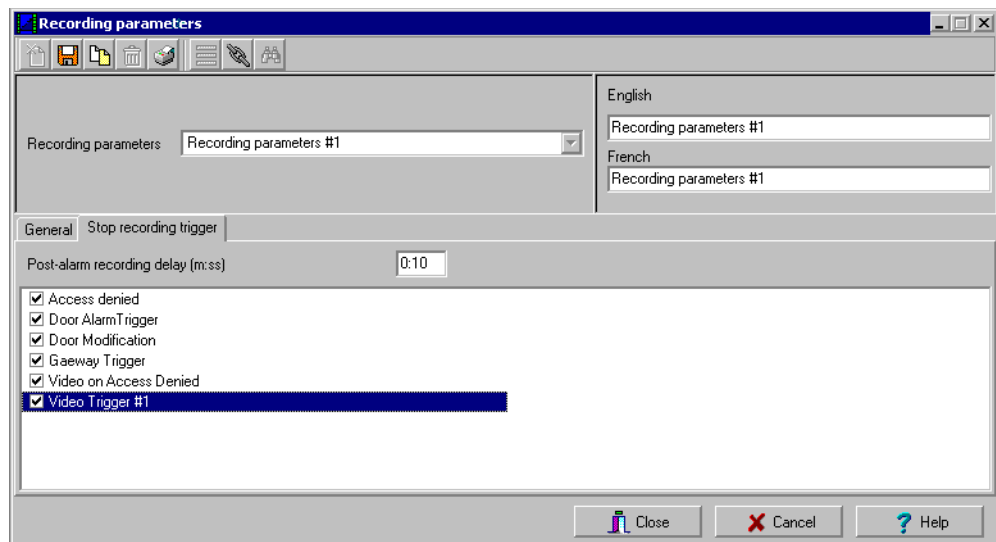 Recording parameters
English
Recording parameters #1
Recording parameters Recording parameters #1
French
Recording parameters #1
General Stop recording trigger
Post-alarm recording delay (m:ss) 0:10
Access denied
Door AlarmTrigger
Door Modification
Gaeway Trigger
Video on Access Denied
Video Trigger #1
Close Cancel ? Help